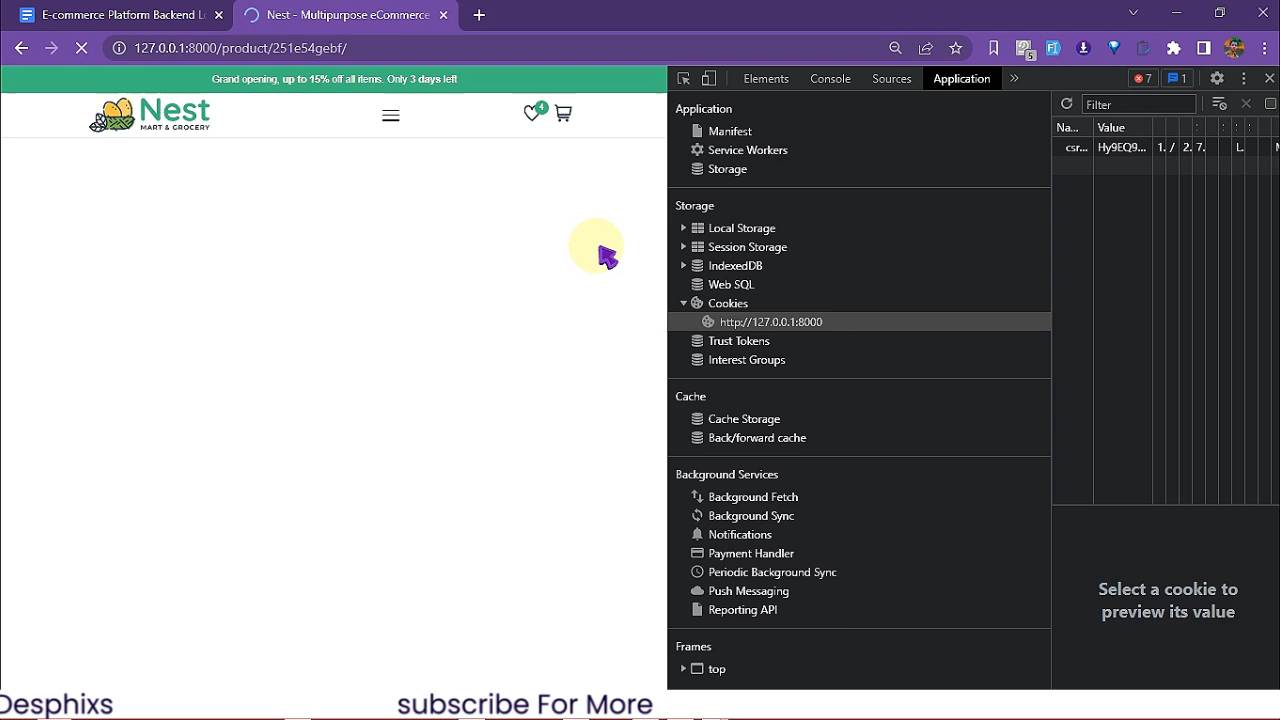 E-commerce Platform Backend Lo
Nest - Multipurpose eCommerce
127.0.0.1:8000/product/251e54gebf/
5
Grand opening, up to 15% off all items. Only 3 days left
Nest
MART & GROCERY
4
Elements
Console
Sources
Application
7
1
Application
Manifest
Service Workers
Storage
Storage
Local Storage
Session Storage
IndexedDB
Web SQL
Cookies
http://127.0.0.1:8000
Trust Tokens
Interest Groups
Cache
Cache Storage
Back/forward cache
Background Services
Background Fetch
Background Sync
Notifications
Payment Handler
Periodic Background Sync
Push Messaging
Reporting API
Frames
top
Filter
Na... Value
csr... Hy9EQ9... 1. / 2. 7. L
Select a cookie to
preview its value
Desphixs
subscribe For More